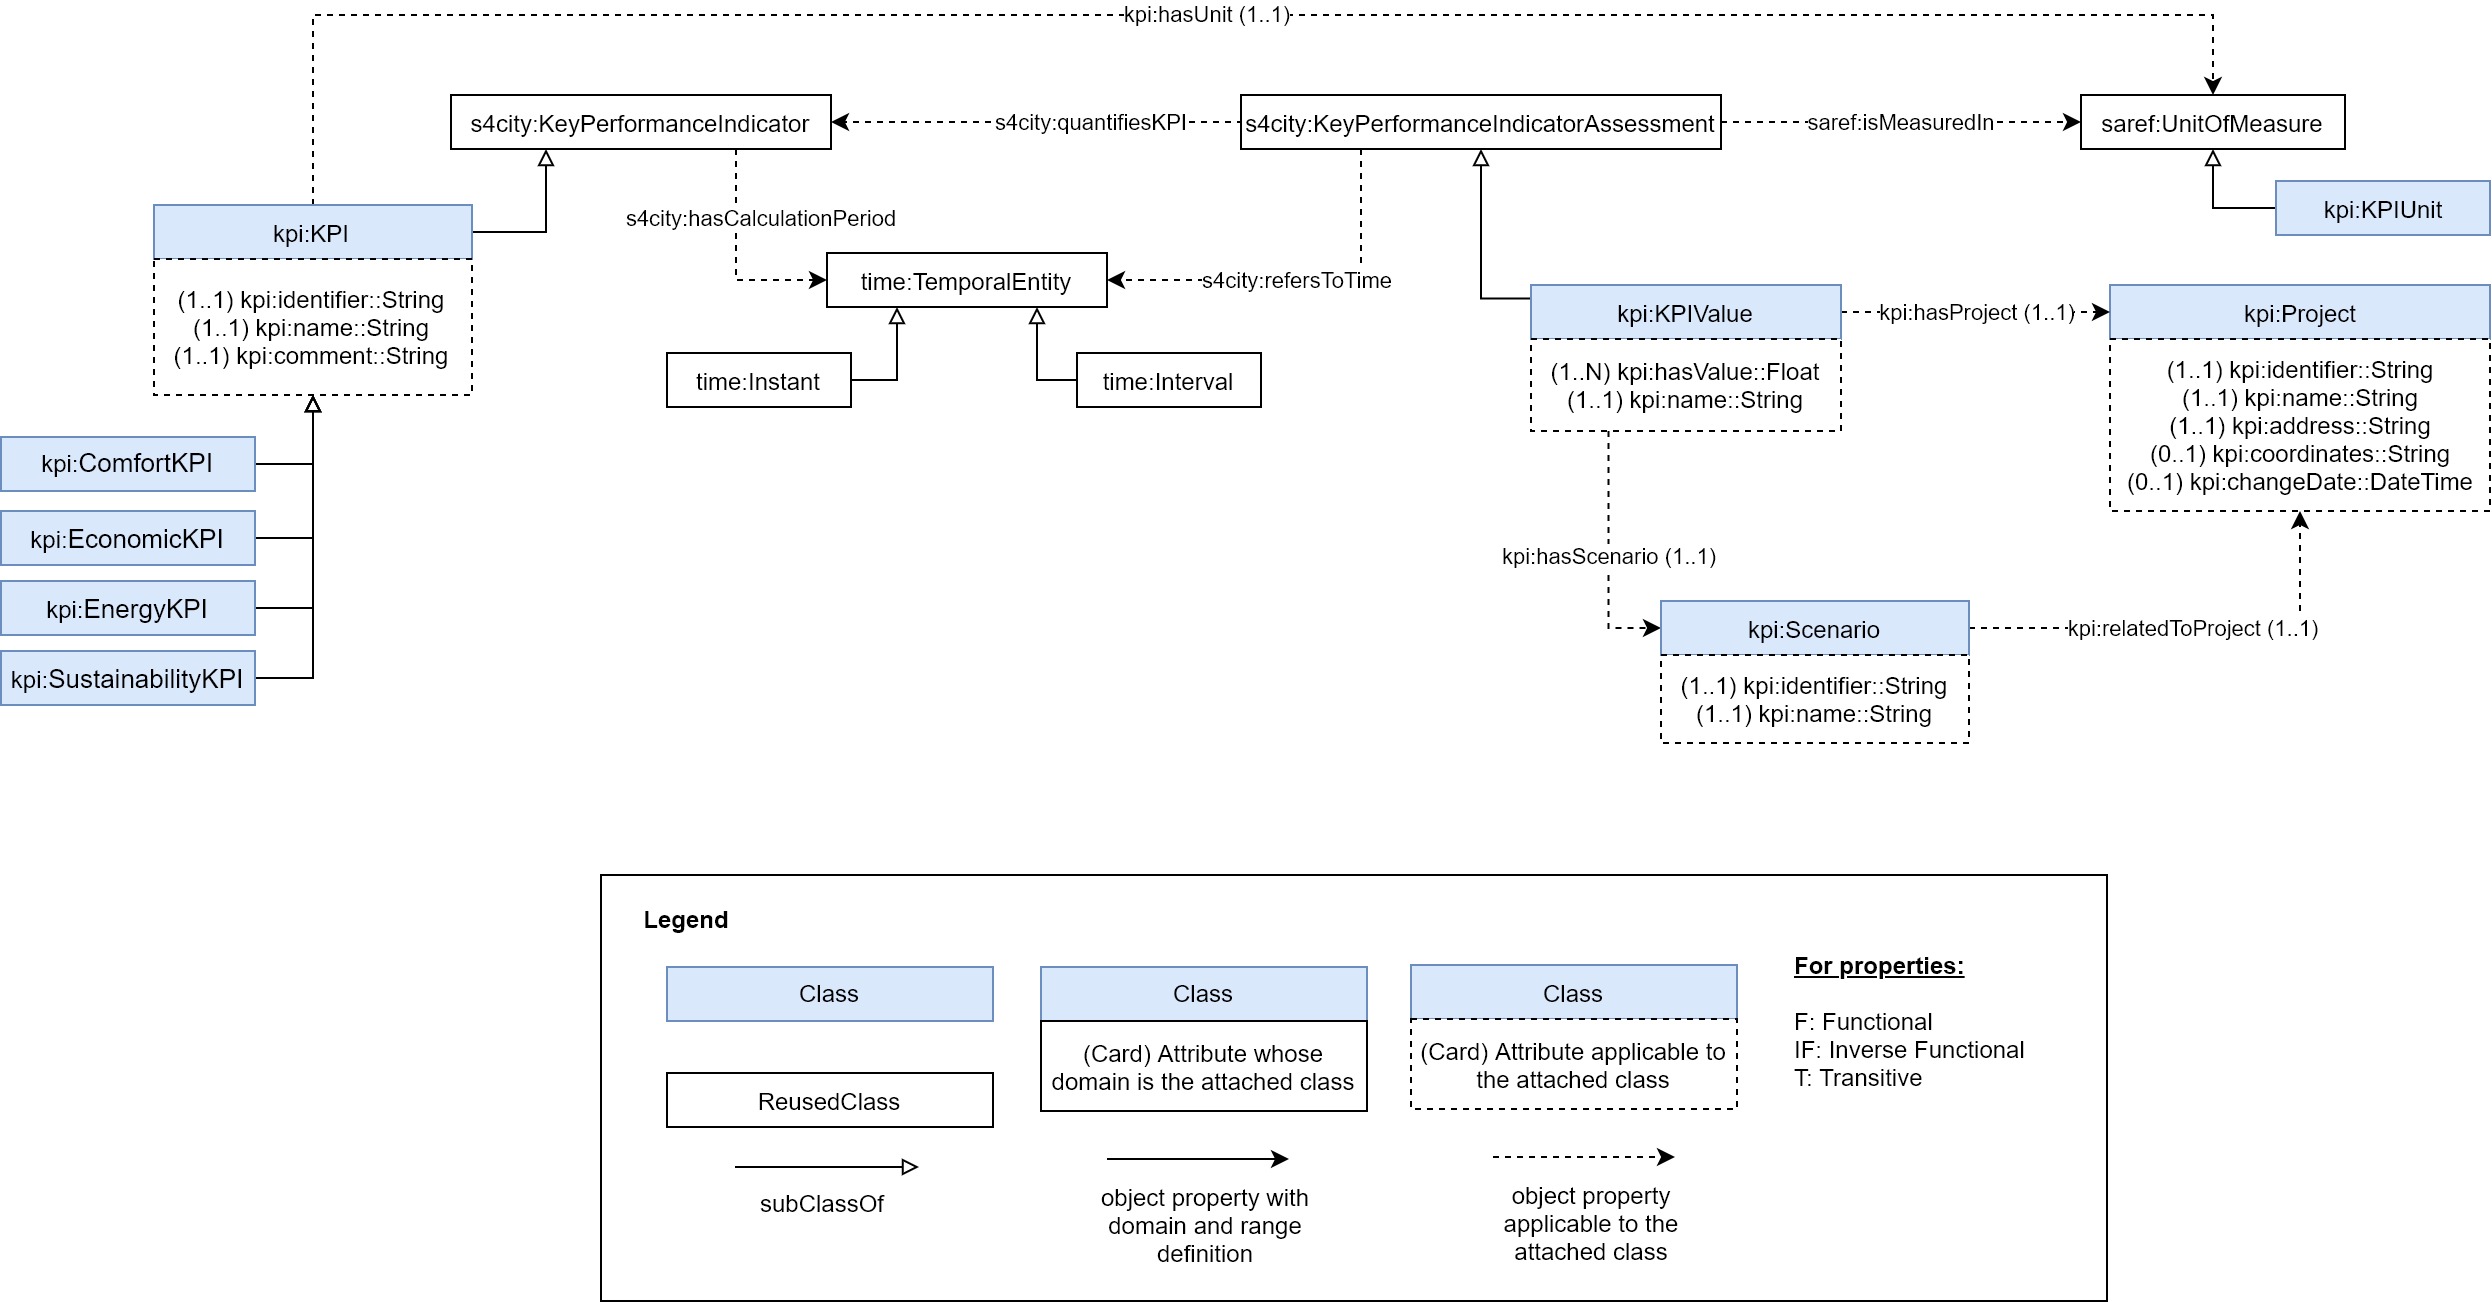 kpi:hasUnit (1..1)
s4city:KeyPerformanceIndicator
s4city:quantifiesKPI
s4city:KeyPerformanceIndicatorAssessment
saref:isMeasuredIn
saref:UnitOfMeasure
kpi:KPIUnit
s4city:hasCalculationPeriod
kpi:KPI
(1..1) kpi:identifier::String
(1..1) kpi:name::String
(1..1) kpi:comment::String
time:TemporalEntity
s4city:refersToTime
time:Instant
time:Interval
kpi:KPIValue
(1..N) kpi:hasValue::Float
(1..1) kpi:name::String
kpi:hasProject (1..1)
kpi:Project
(1..1) kpi:identifier::String
(1..1) kpi:name::String
(1..1) kpi:address::String
(0..1) kpi:coordinates::String
(0..1) kpi:changeDate::DateTime
kpi:ComfortKPI
kpi:EconomicKPI
kpi:EnergyKPI
kpi:SustainabilityKPI
kpi:hasScenario (1..1)
kpi:Scenario
(1..1) kpi:identifier::String
(1..1) kpi:name::String
kpi:relatedToProject (1..1)
Legend
Class
ReusedClass
subClassOf
Class
(Card) Attribute whose
domain is the attached class
object property with
domain and range
definition
Class
(Card) Attribute applicable to
the attached class
object property
applicable to the
attached class
For properties:
F: Functional
IF: Inverse Functional
T: Transitive